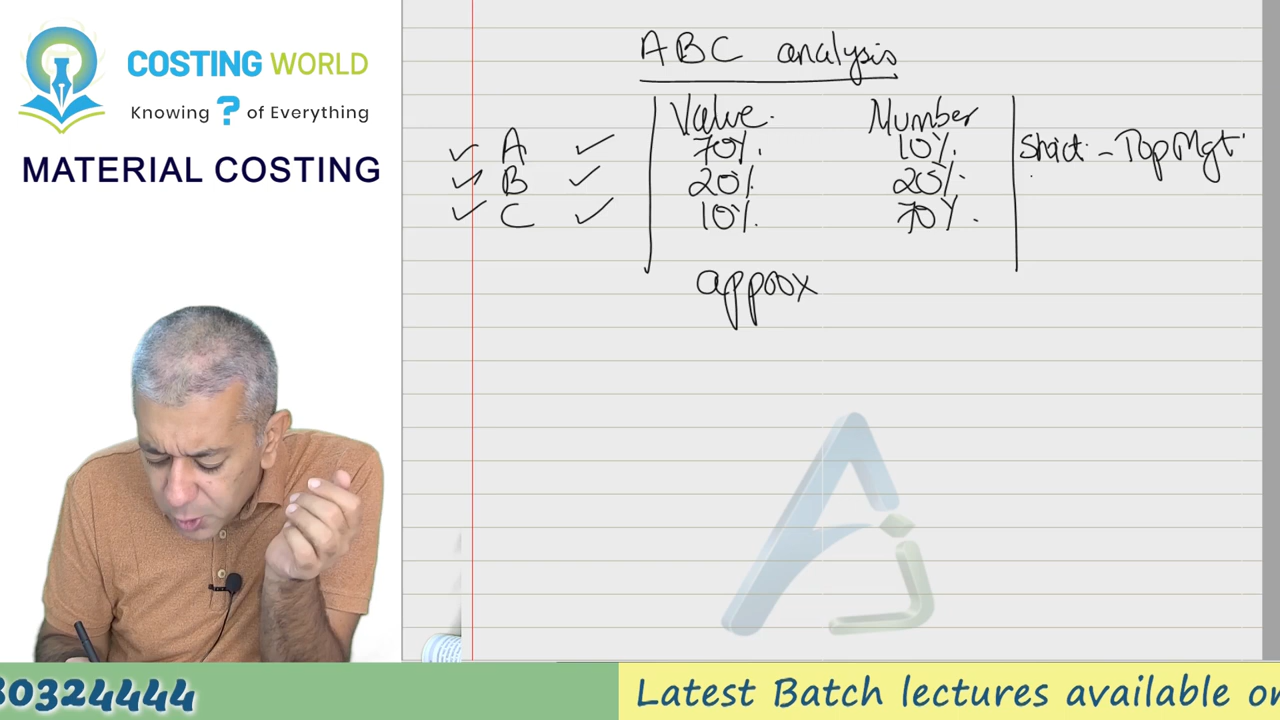 COSTING WORLD
Knowing ? of Everything
MATERIAL COSTING
ABC analysis
Value. Number
A 70%. 10%. Strict - Top Mgt
B 20%. 20%.
C 10%. 70%.
approx
30324444
Latest Batch lectures available on